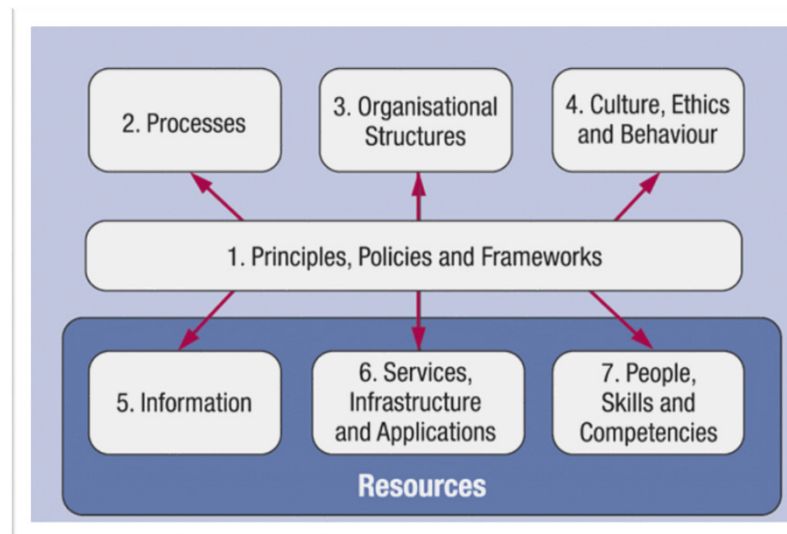 2. Processes
3. Organisational
Structures
4. Culture, Ethics
and Behaviour
1. Principles, Policies and Frameworks
5. Information
6. Services,
Infrastructure
and Applications
7. People,
Skills and
Competencies
Resources